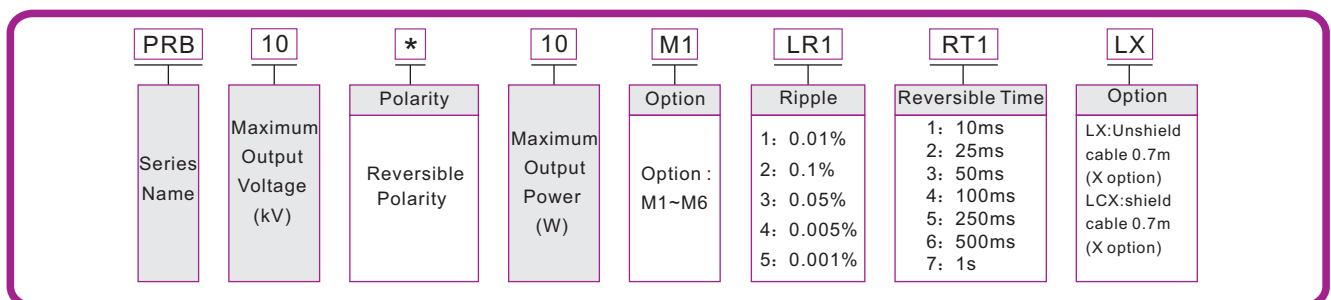 PRB 10 * 10 M1 LR1 RT1 LX
Series
Name
Maximum
Output
Voltage
(kV)
Polarity
Reversible
Polarity
Maximum
Output
Power
(W)
Option
Option :
M1~M6
Ripple
1: 0.01%
2: 0.1%
3: 0.05%
4: 0.005%
5: 0.001%
Reversible Time
1: 10ms
2: 25ms
3: 50ms
4: 100ms
5: 250ms
6: 500ms
7: 1s
Option
LX:Unshield
cable 0.7m
(X option)
LCX:shield
cable 0.7m
(X option)